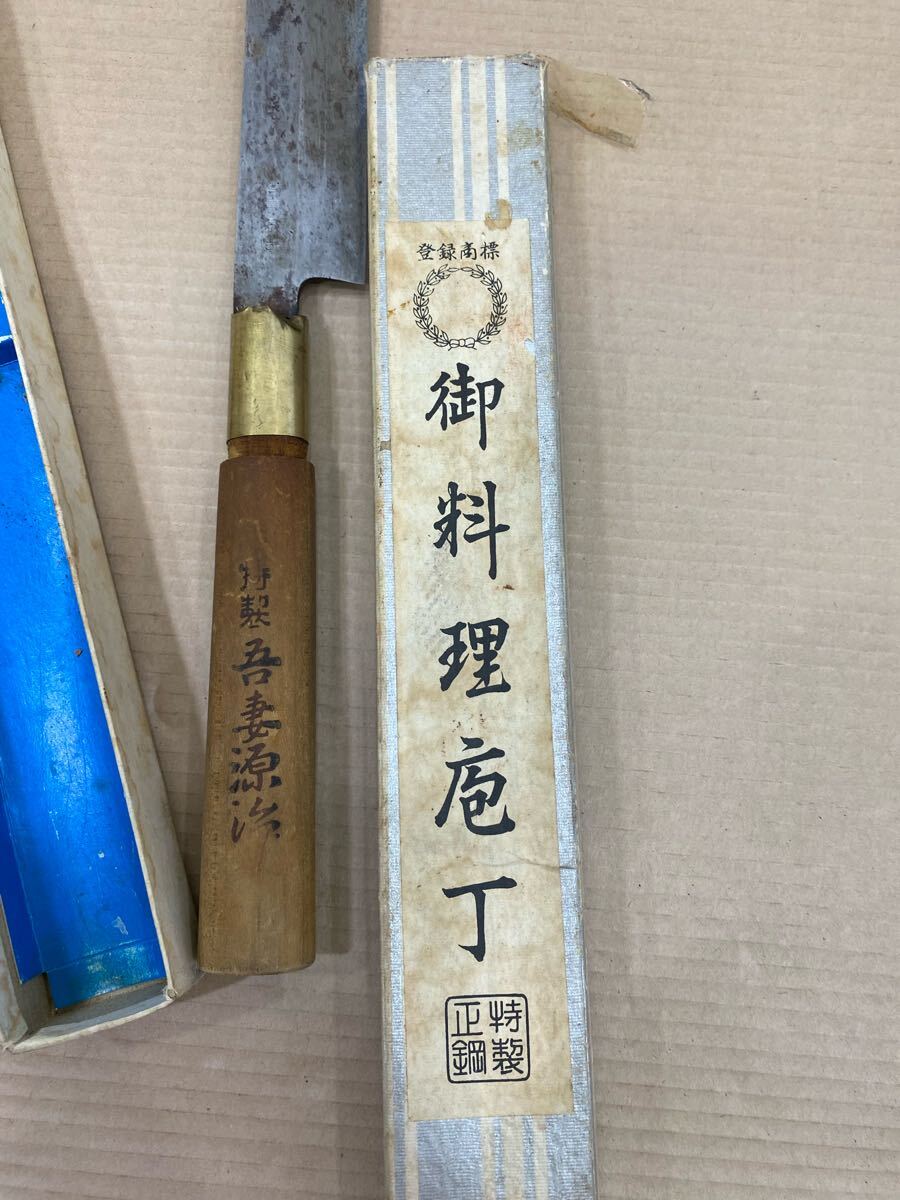 登録商標
御料理庖丁
特製
正鋼
特製
吾妻源治